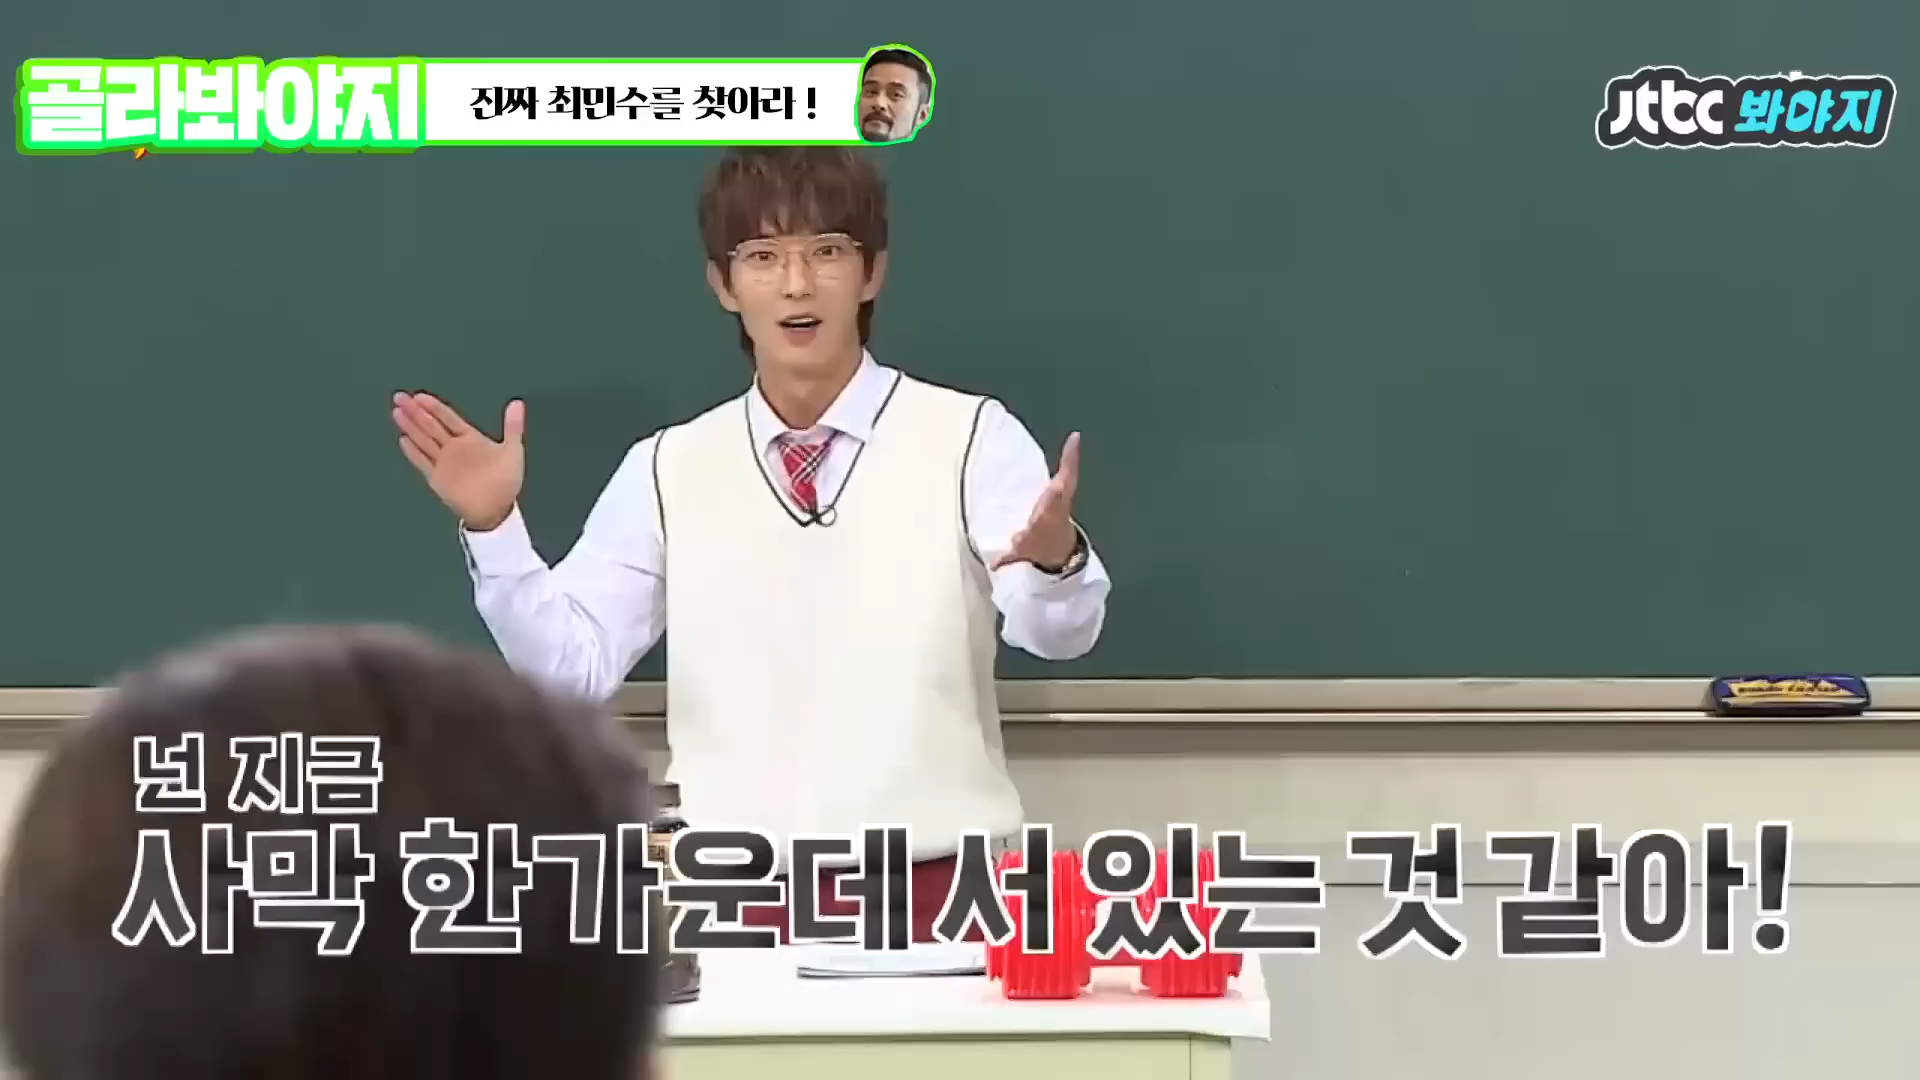 골라봐야지
진짜 최민수를 찾아라!
jtbc 봐야지
넌 지금
사막 한가운데 서 있는 것 같아!